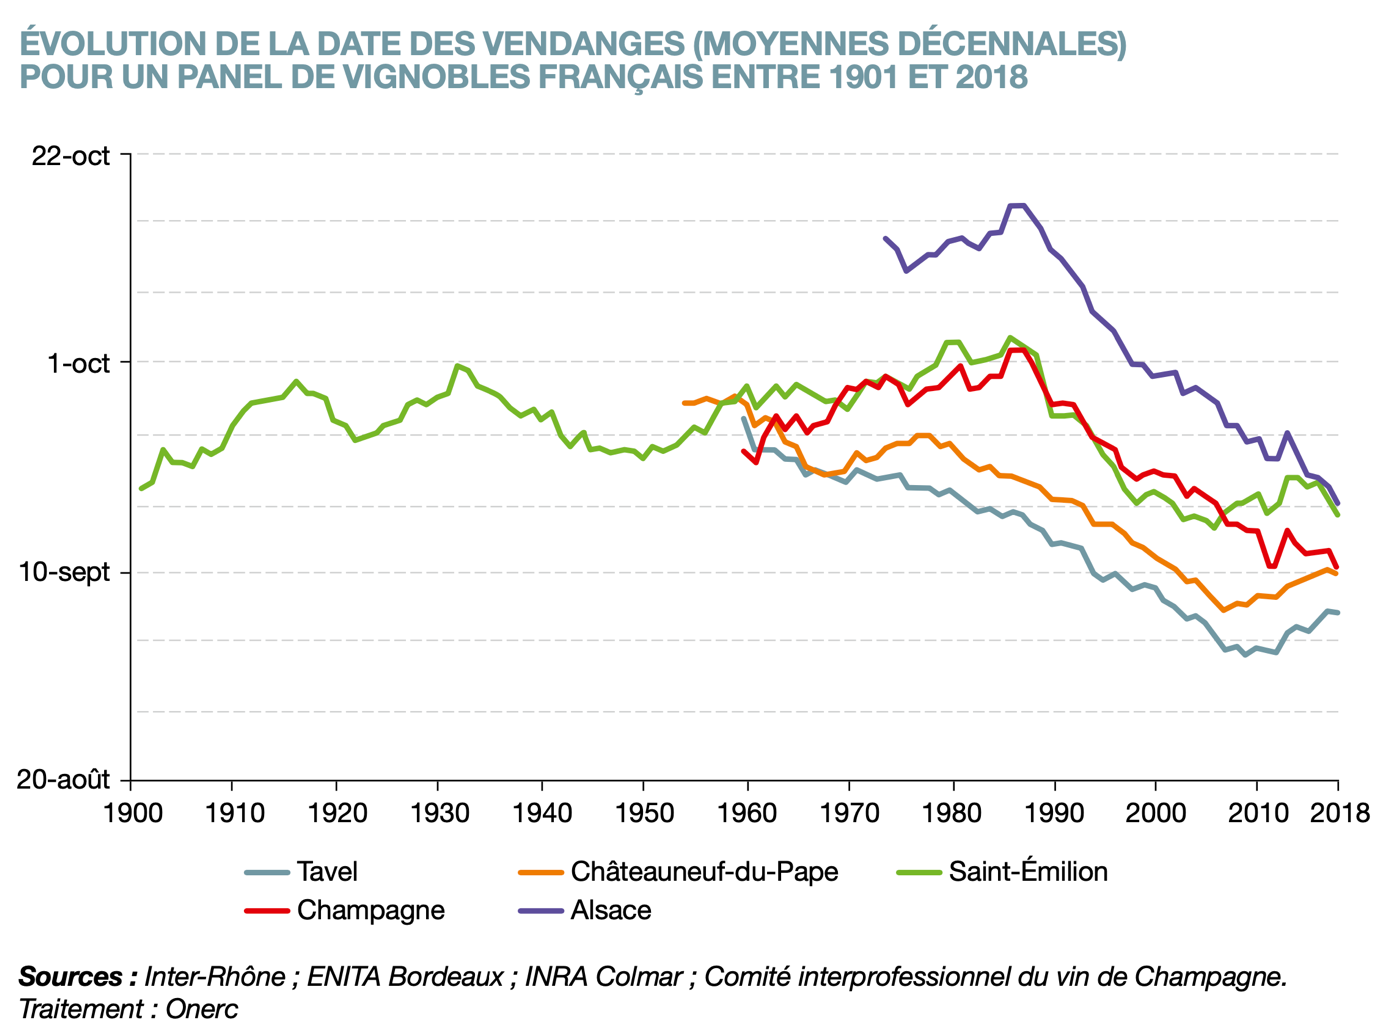 ÉVOLUTION DE LA DATE DES VENDANGES (MOYENNES DÉCENNALES)
POUR UN PANEL DE VIGNOBLES FRANÇAIS ENTRE 1901 ET 2018
22-oct
1-oct
10-sept
20-août
1900 1910 1920 1930 1940 1950 1960 1970 1980 1990 2000 2010 2018
Tavel Châteauneuf-du-Pape Saint-Émilion
Champagne Alsace
Sources : Inter-Rhône ; ENITA Bordeaux ; INRA Colmar ; Comité interprofessionnel du vin de Champagne.
Traitement : Onerc